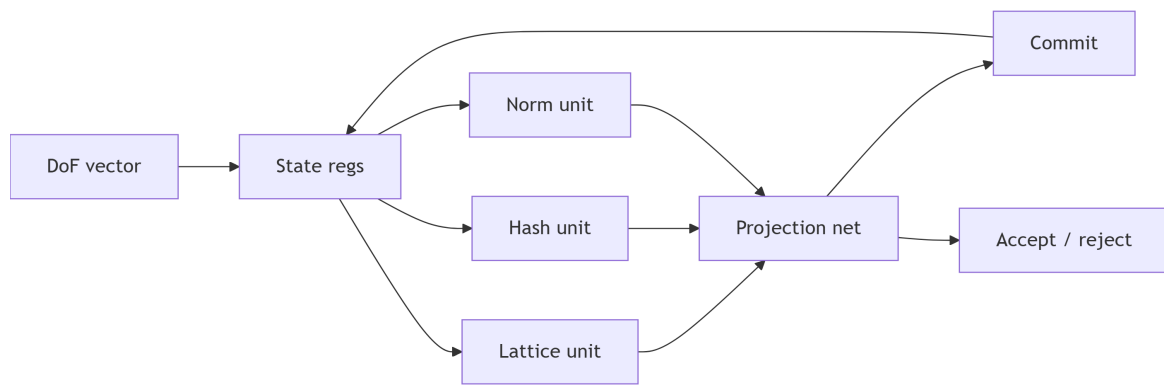 DoF vector
State regs
Norm unit
Hash unit
Lattice unit
Projection net
Commit
Accept / reject